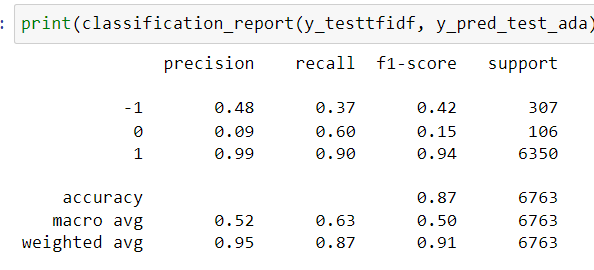 : print(classification_report(y_testtfidf, y_pred_test_ada)
precision recall f1-score support
-1 0.48 0.37 0.42 307
0 0.09 0.60 0.15 106
1 0.99 0.90 0.94 6350
accuracy 0.87 6763
macro avg 0.52 0.63 0.50 6763
weighted avg 0.95 0.87 0.91 6763